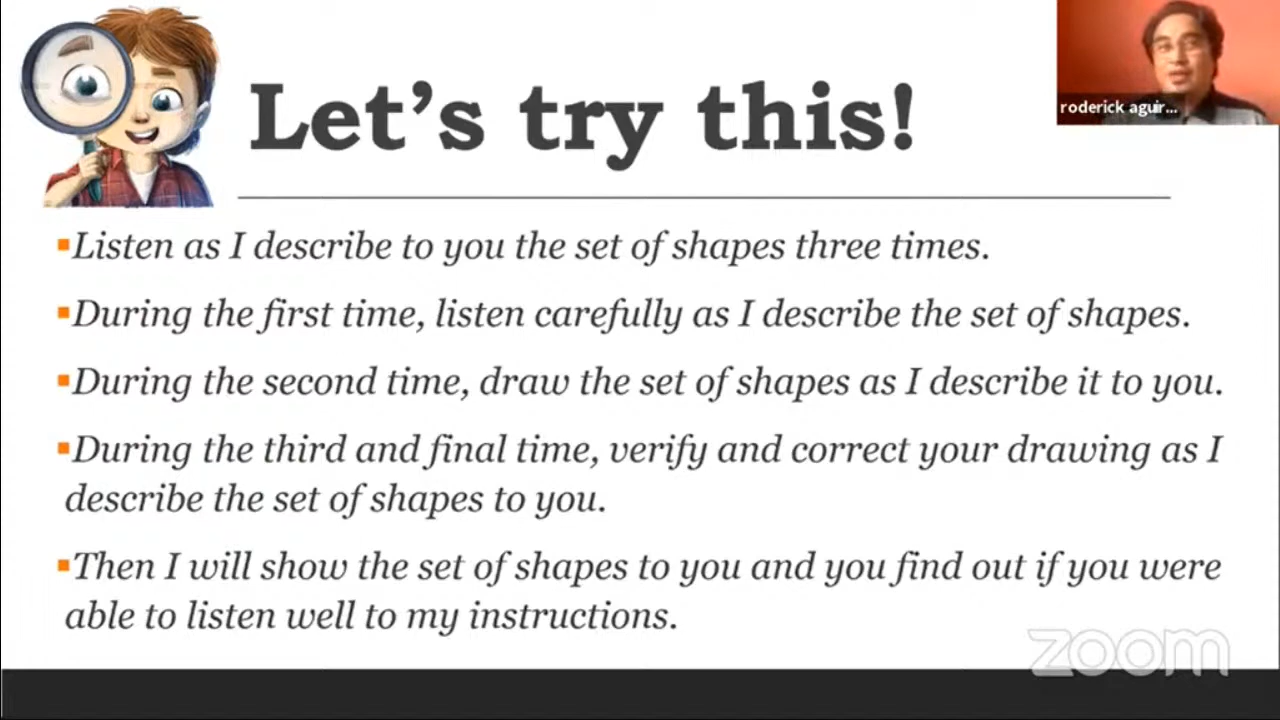 Let's try this!
roderick aguir...
▪Listen as I describe to you the set of shapes three times.
▪During the first time, listen carefully as I describe the set of shapes.
▪During the second time, draw the set of shapes as I describe it to you.
▪During the third and final time, verify and correct your drawing as I
describe the set of shapes to you.
▪Then I will show the set of shapes to you and you find out if you were
able to listen well to my instructions.
zoom